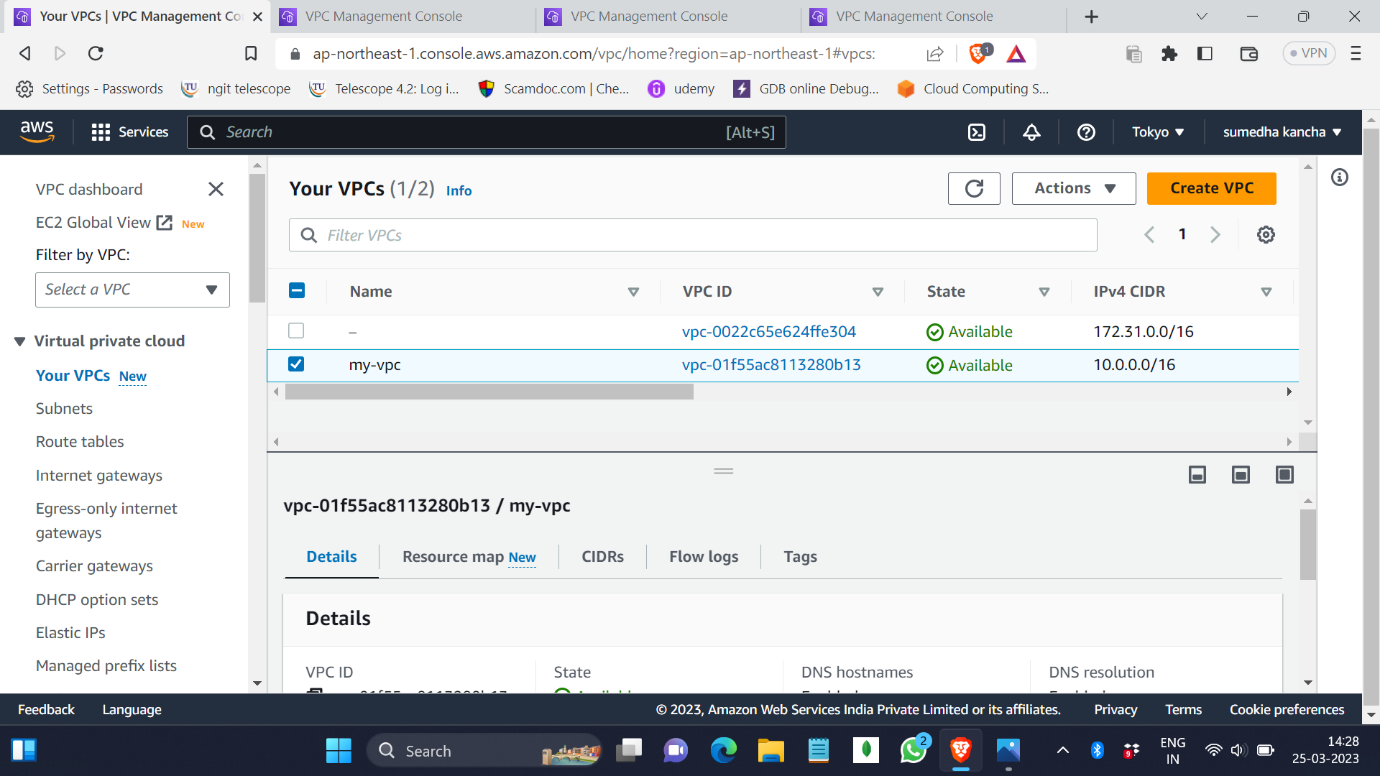 Your VPCs | VPC Management Co
VPC Management Console
VPC Management Console
VPC Management Console
ap-northeast-1.console.aws.amazon.com/vpc/home?region=ap-northeast-1#vpcs:
1
VPN
Settings - Passwords
TU
ngit telescope
TU
Telescope 4.2: Log i...
Scamdoc.com | Che...
udemy
GDB online Debug...
Cloud Computing S...
aws
Services
Search
[Alt+S]
Tokyo
sumedha kancha
VPC dashboard
EC2 Global View New
Filter by VPC:
Select a VPC
Virtual private cloud
Your VPCs New
Subnets
Route tables
Internet gateways
Egress-only internet
gateways
Carrier gateways
DHCP option sets
Elastic IPs
Managed prefix lists
Your VPCs (1/2) Info
Actions
Create VPC
Filter VPCs
1
Name VPC ID State IPv4 CIDR
– vpc-0022c65e624ffe304 Available 172.31.0.0/16
my-vpc vpc-01f55ac8113280b13 Available 10.0.0.0/16
vpc-01f55ac8113280b13 / my-vpc
Details Resource map New CIDRs Flow logs Tags
Details
VPC ID State DNS hostnames DNS resolution
Feedback Language © 2023, Amazon Web Services India Private Limited or its affiliates. Privacy Terms Cookie preferences
Search
2
9
ENG
IN
14:28
25-03-2023